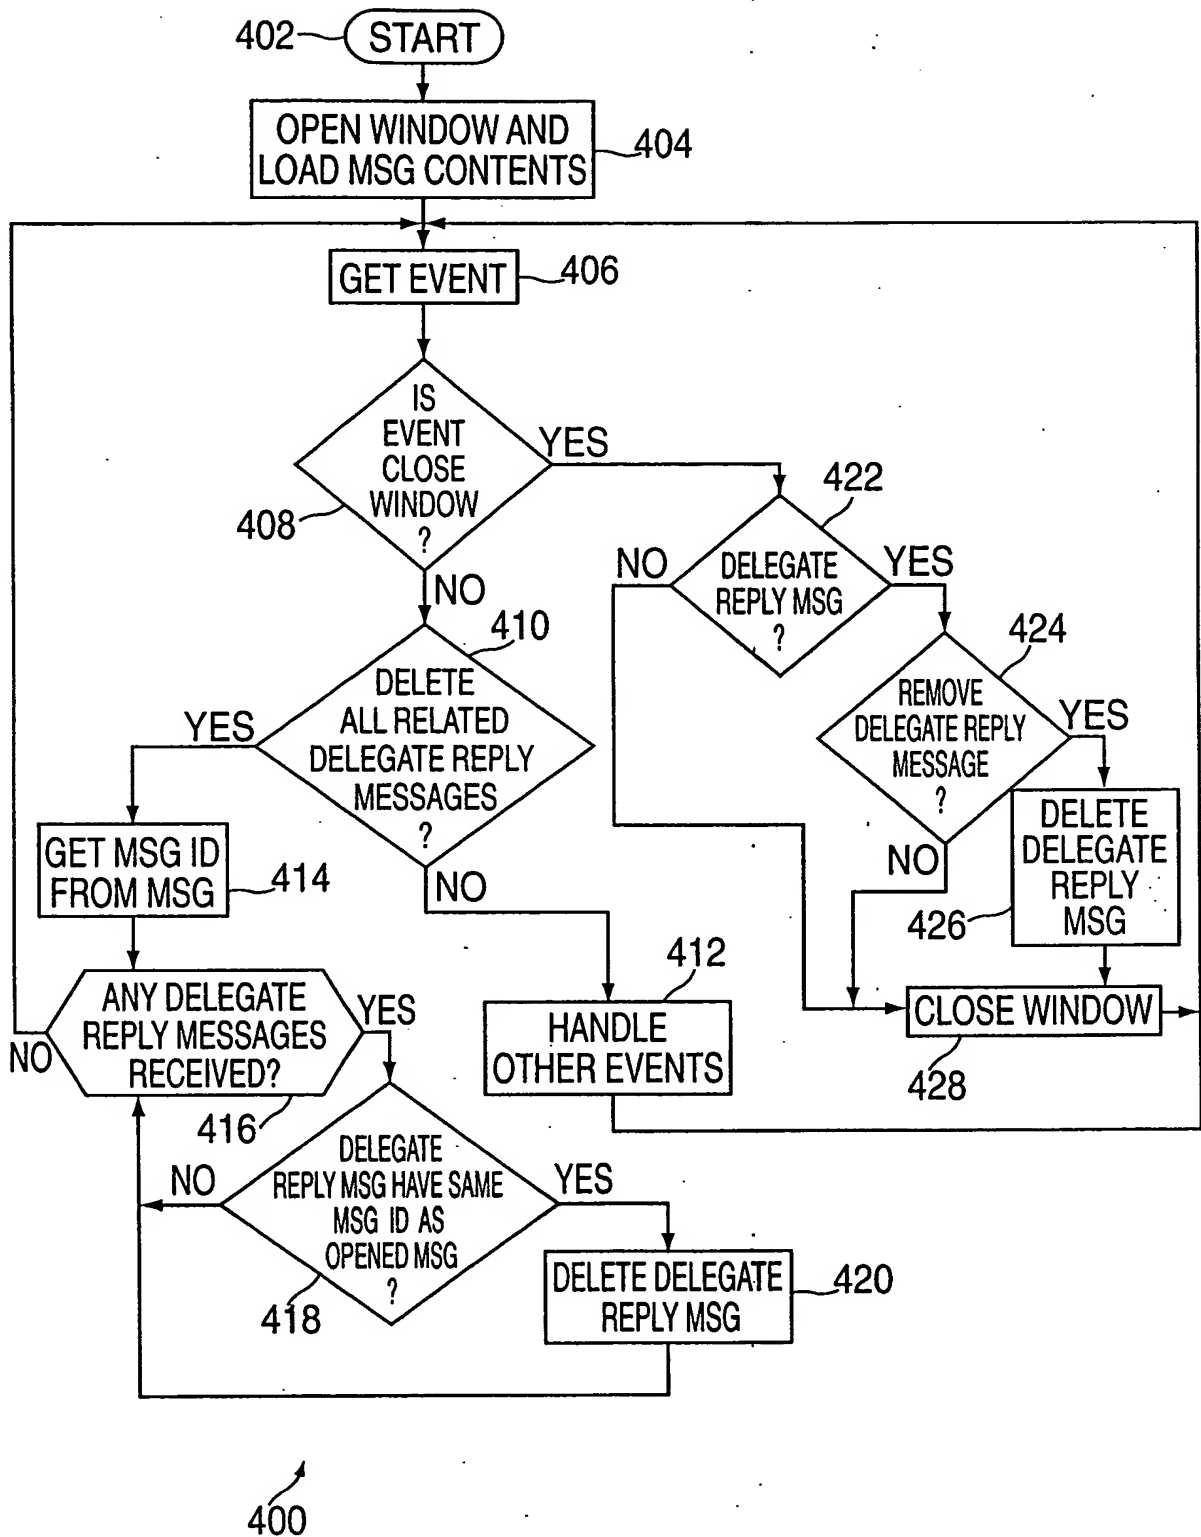 402
START
OPEN WINDOW AND
LOAD MSG CONTENTS
404
GET EVENT
406
IS
EVENT
CLOSE
WINDOW
?
408
YES
NO
422
DELEGATE
REPLY MSG
?
NO
YES
410
DELETE
ALL RELATED
DELEGATE REPLY
MESSAGES
?
YES
NO
424
REMOVE
DELEGATE REPLY
MESSAGE
?
YES
NO
GET MSG ID
FROM MSG
414
DELETE
DELEGATE
REPLY
MSG
426
412
HANDLE
OTHER EVENTS
CLOSE WINDOW
428
ANY DELEGATE
REPLY MESSAGES
RECEIVED?
YES
NO
416
DELEGATE
REPLY MSG HAVE SAME
MSG ID AS
OPENED MSG
?
NO
YES
418
DELETE DELEGATE
REPLY MSG
420
400